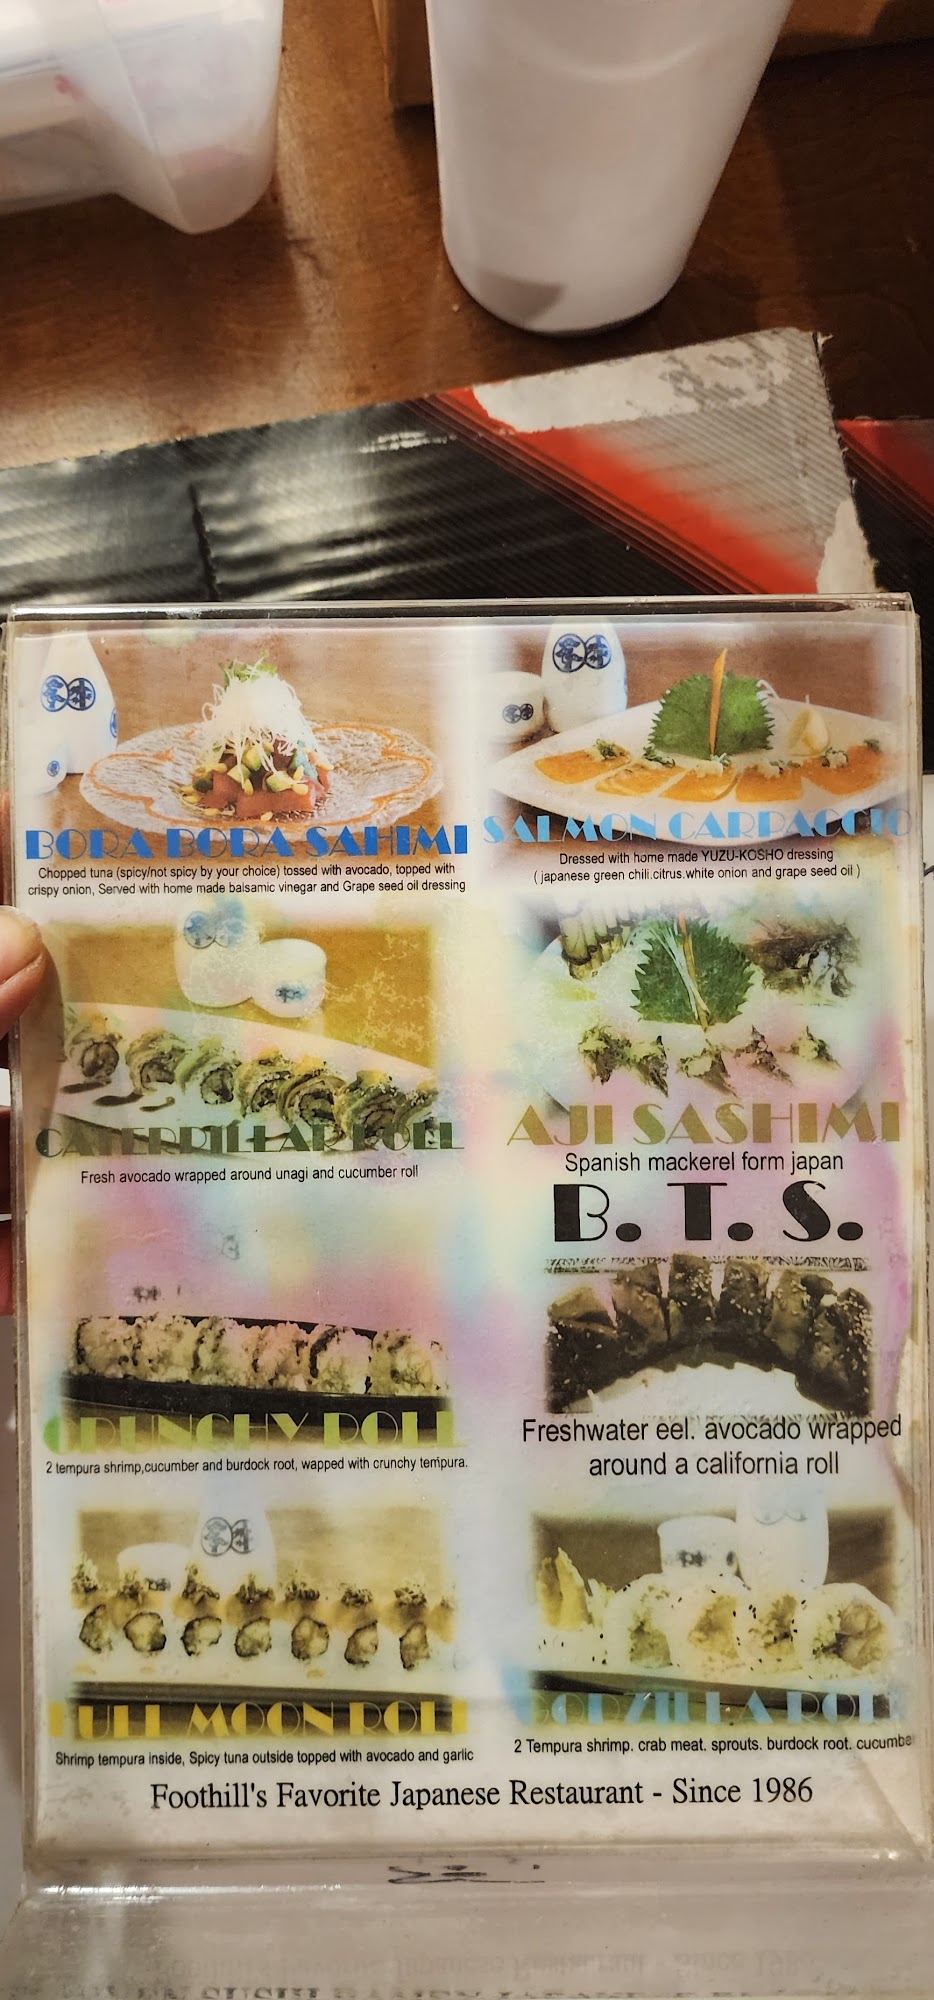 BORA BORA SAHIMI
Chopped tuna (spicy/not spicy by your choice) tossed with avocado, topped with
crispy onion, Served with home made balsamic vinegar and Grape seed oil dressing
SALMON CARPACCIO
Dressed with home made YUZU-KOSHO dressing
( japanese green chili.citrus.white onion and grape seed oil )
CATERPILLAR ROLL
Fresh avocado wrapped around unagi and cucumber roll
AJI SASHIMI
Spanish mackerel form japan
B. T. S.
Freshwater eel. avocado wrapped
around a california roll
CRUNCHY ROLL
2 tempura shrimp,cucumber and burdock root, wapped with crunchy tempura.
FULL MOON ROLL
Shrimp tempura inside, Spicy tuna outside topped with avocado and garlic
GODZILLA ROLL
2 Tempura shrimp. crab meat. sprouts. burdock root. cucumber
Foothill's Favorite Japanese Restaurant - Since 1986